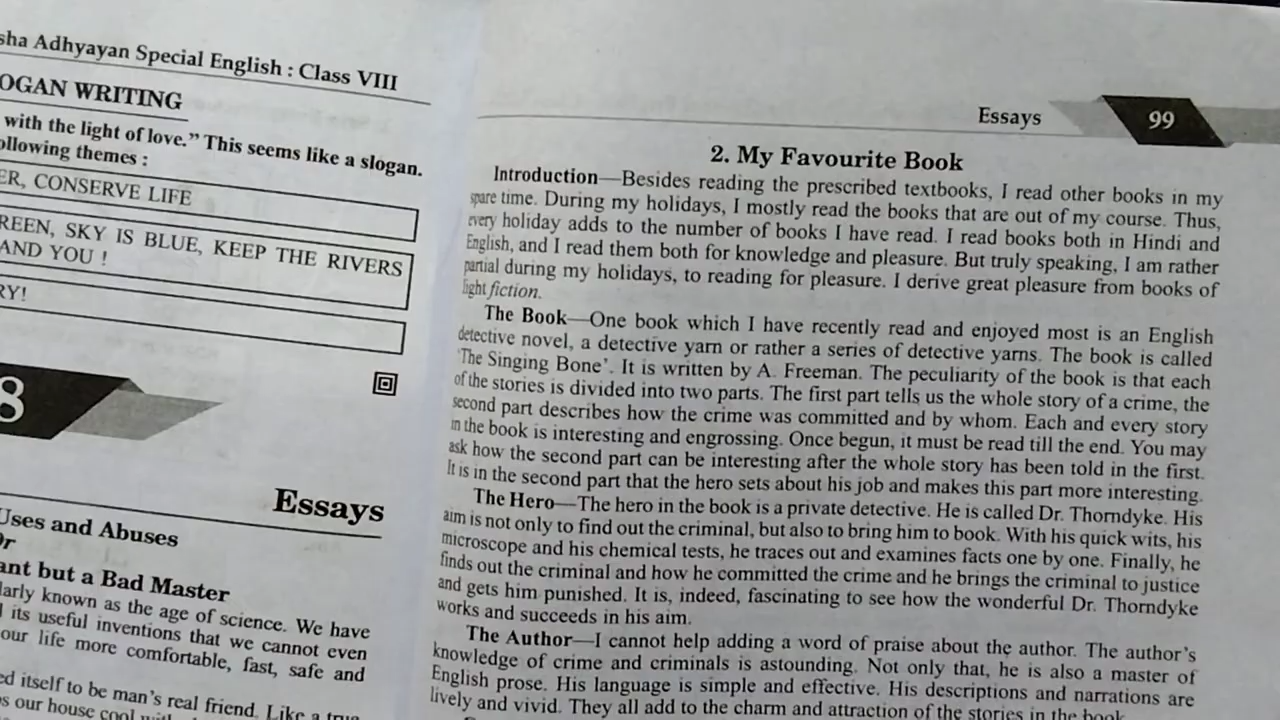 sha Adhyayan Special English : Class VIII
OGAN WRITING
with the light of love.” This seems like a slogan.
ollowing themes :
ER, CONSERVE LIFE
REEN, SKY IS BLUE, KEEP THE RIVERS
AND YOU !
RY!
8
Essays
Uses and Abuses
Or
ant but a Bad Master
larly known as the age of science. We have
its useful inventions that we cannot even
our life more comfortable, fast, safe and
ed itself to be man’s real friend. Like a true
our house cool
Essays
99
2. My Favourite Book
Introduction—Besides reading the prescribed textbooks, I read other books in my
spare time. During my holidays, I mostly read the books that are out of my course. Thus,
every holiday adds to the number of books I have read. I read books both in Hindi and
English, and I read them both for knowledge and pleasure. But truly speaking, I am rather
partial during my holidays, to reading for pleasure. I derive great pleasure from books of
light fiction.
The Book—One book which I have recently read and enjoyed most is an English
detective novel, a detective yarn or rather a series of detective yarns. The book is called
‘The Singing Bone’. It is written by A. Freeman. The peculiarity of the book is that each
of the stories is divided into two parts. The first part tells us the whole story of a crime, the
second part describes how the crime was committed and by whom. Each and every story
in the book is interesting and engrossing. Once begun, it must be read till the end. You may
ask how the second part can be interesting after the whole story has been told in the first.
It is in the second part that the hero sets about his job and makes this part more interesting.
The Hero—The hero in the book is a private detective. He is called Dr. Thorndyke. His
aim is not only to find out the criminal, but also to bring him to book. With his quick wits, his
microscope and his chemical tests, he traces out and examines facts one by one. Finally, he
finds out the criminal and how he committed the crime and he brings the criminal to justice
and gets him punished. It is, indeed, fascinating to see how the wonderful Dr. Thorndyke
works and succeeds in his aim.
The Author—I cannot help adding a word of praise about the author. The author’s
knowledge of crime and criminals is astounding. Not only that, he is also a master of
English prose. His language is simple and effective. His descriptions and narrations are
lively and vivid. They all add to the charm and attraction of the stories in the book.